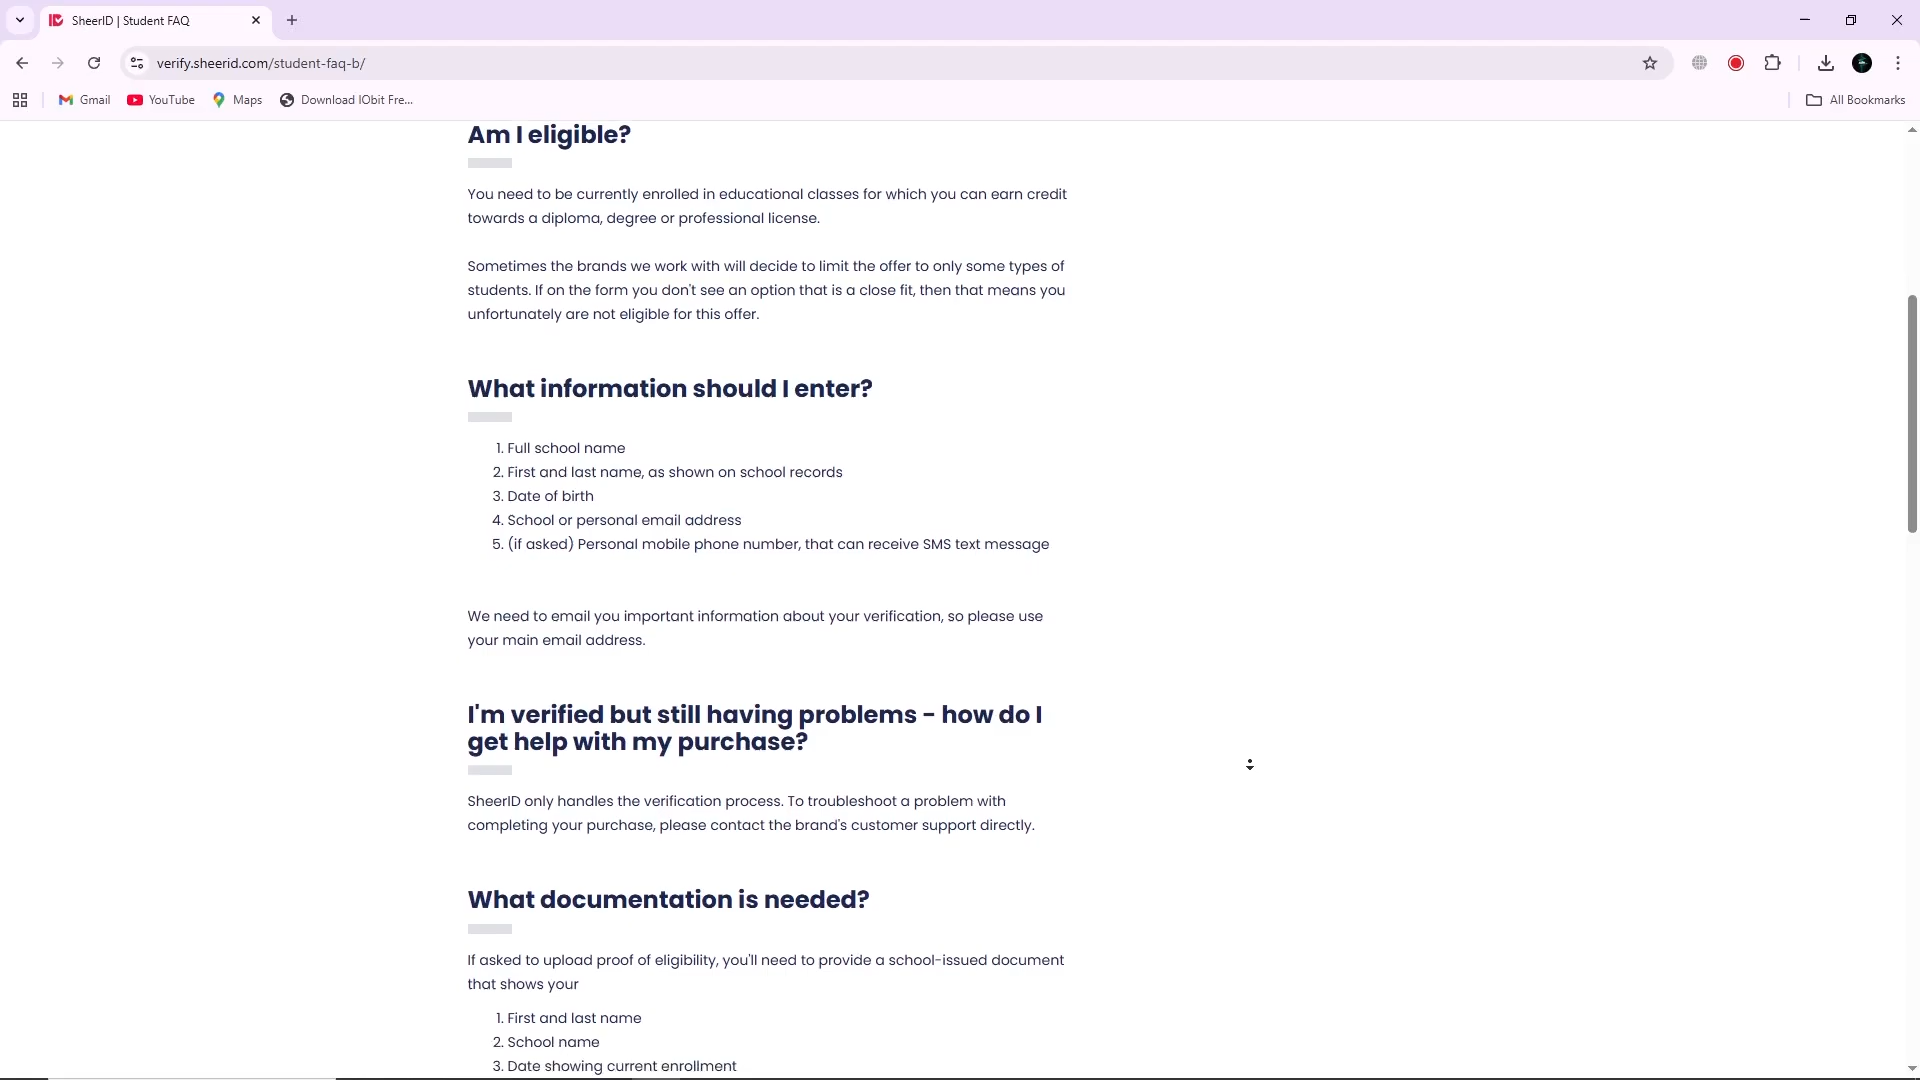 SheerID | Student FAQ
verify.sheerid.com/student-faq-b/
Gmail
YouTube
Maps
Download IObit Fre...
All Bookmarks
Am I eligible?
You need to be currently enrolled in educational classes for which you can earn credit
towards a diploma, degree or professional license.
Sometimes the brands we work with will decide to limit the offer to only some types of
students. If on the form you don't see an option that is a close fit, then that means you
unfortunately are not eligible for this offer.
What information should I enter?
1. Full school name
2. First and last name, as shown on school records
3. Date of birth
4. School or personal email address
5. (if asked) Personal mobile phone number, that can receive SMS text message
We need to email you important information about your verification, so please use
your main email address.
I'm verified but still having problems - how do I
get help with my purchase?
SheerID only handles the verification process. To troubleshoot a problem with
completing your purchase, please contact the brand's customer support directly.
What documentation is needed?
If asked to upload proof of eligibility, you'll need to provide a school-issued document
that shows your
1. First and last name
2. School name
3. Date showing current enrollment